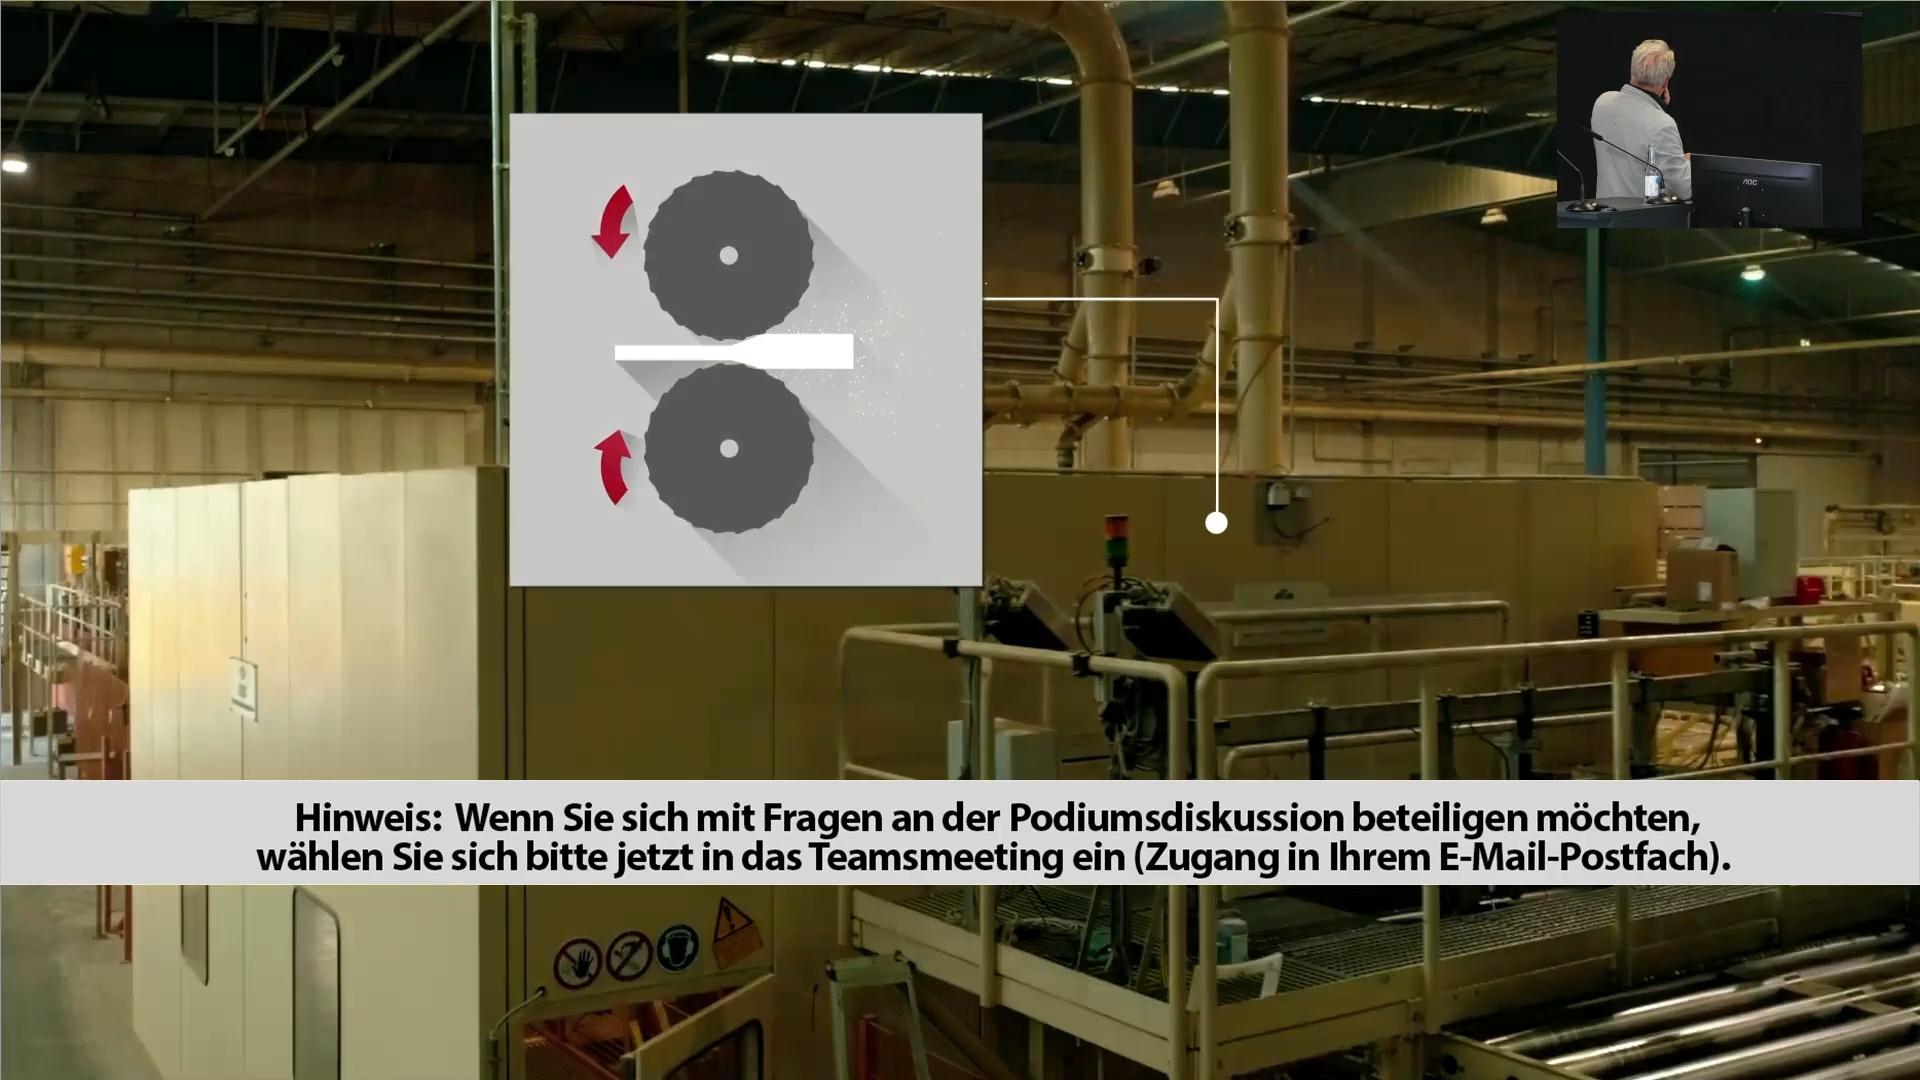 AOC
Hinweis: Wenn Sie sich mit Fragen an der Podiumsdiskussion beteiligen möchten,
wählen Sie sich bitte jetzt in das Teamsmeeting ein (Zugang in Ihrem E-Mail-Postfach).